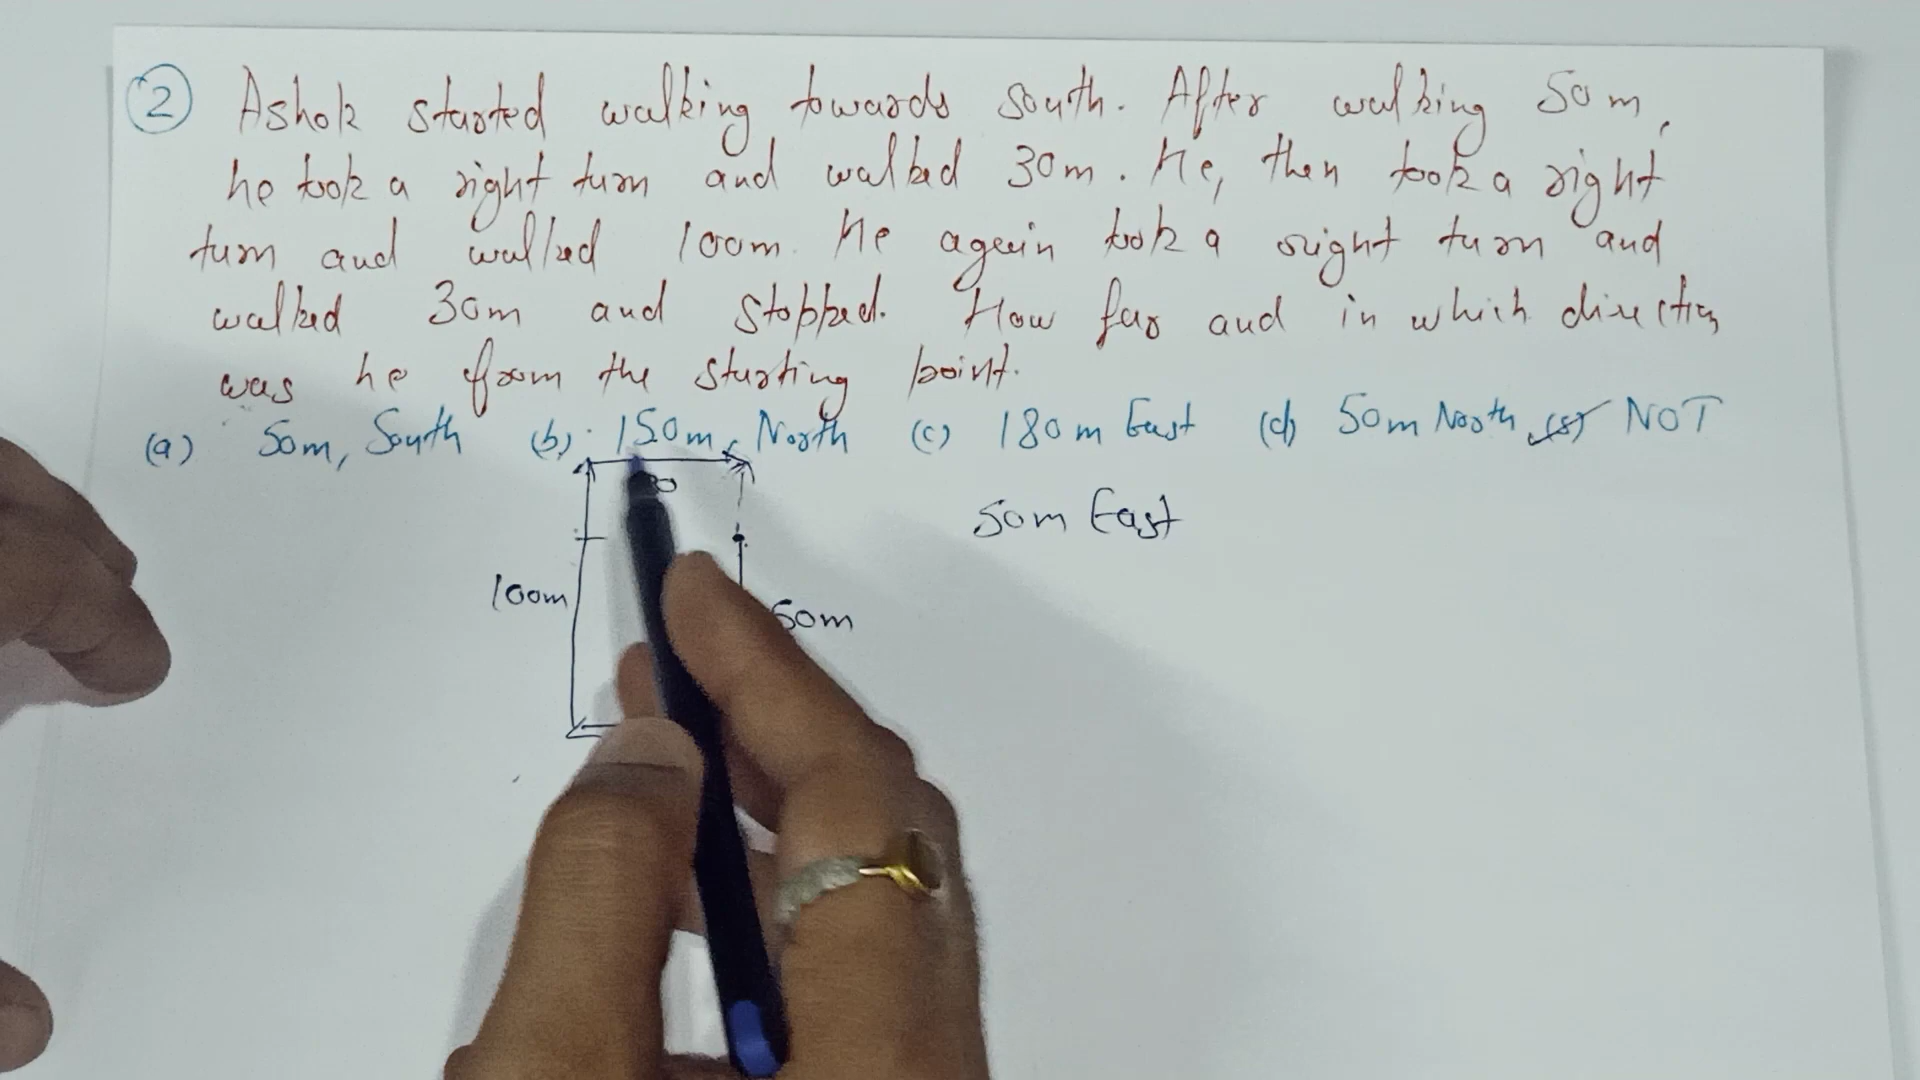 2 Ashok started walking towards south. After walking 50m,
he took a right turn and walked 30m. He, then took a right
turn and walked 100m. He again took a right turn and
walked 30m and stopped. How far and in which direction
was he from the starting point.
(a) 50m, South (b) 150m, North (c) 180m East (d) 50m North, (e) NOT
50m East
100m
50m